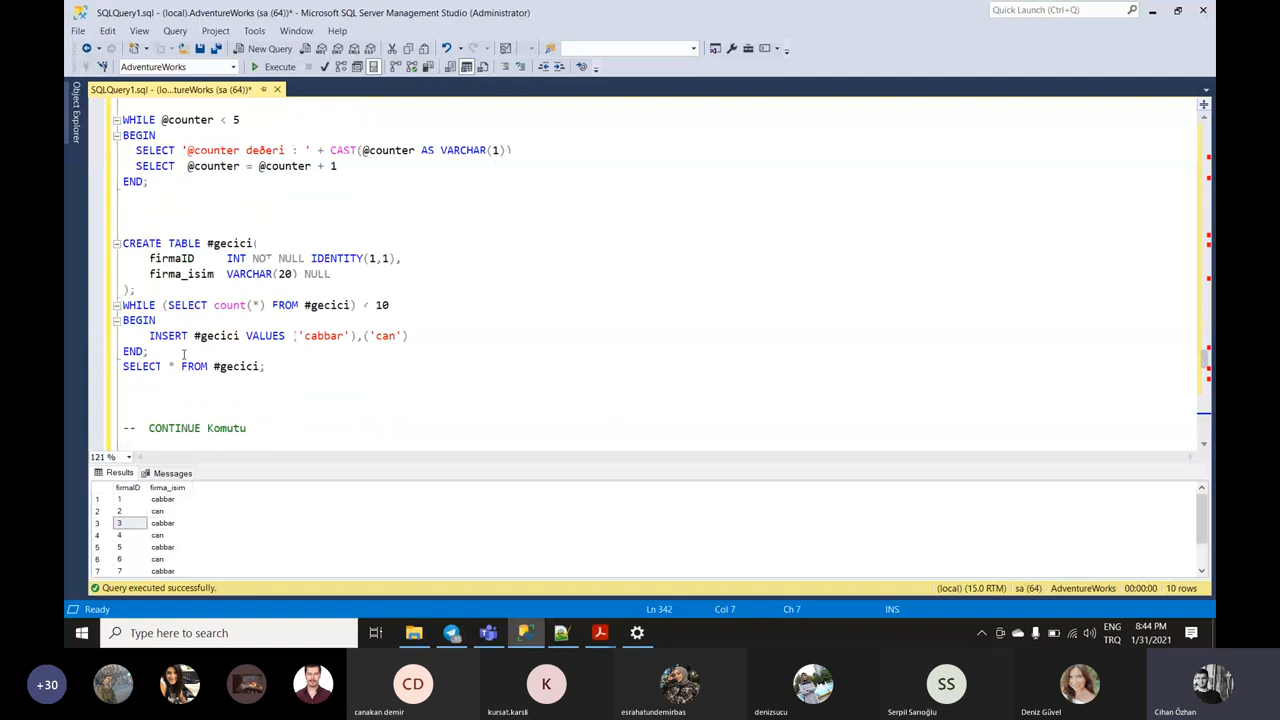 SQLQuery1.sql - (local).AdventureWorks (sa (64))* - Microsoft SQL Server Management Studio (Administrator)
Quick Launch (Ctrl+Q)
File Edit View Query Project Tools Window Help
New Query
AdventureWorks
Execute
SQLQuery1.sql - (lo...tureWorks (sa (64))*
Object Explorer
WHILE @counter < 5
BEGIN
SELECT '@counter deðeri : ' + CAST(@counter AS VARCHAR(1))
SELECT @counter = @counter + 1
END;
CREATE TABLE #gecici(
firmaID INT NOT NULL IDENTITY(1,1),
firma_isim VARCHAR(20) NULL
);
WHILE (SELECT count(*) FROM #gecici) < 10
BEGIN
INSERT #gecici VALUES ('cabbar'),('can')
END;
SELECT * FROM #gecici;
-- CONTINUE Komutu
121 %
Results Messages
firmaID firma_isim
1 1 cabbar
2 2 can
3 3 cabbar
4 4 can
5 5 cabbar
6 6 can
7 7 cabbar
Query executed successfully.
(local) (15.0 RTM) sa (64) AdventureWorks 00:00:00 10 rows
Ready
Ln 342 Col 7 Ch 7 INS
Type here to search
ENG
TRQ
8:44 PM
1/31/2021
+30
CD
K
SS
canakan demir
kursat.karsli
esrahatundemirbas
denizsucu
Serpil Sarıoğlu
Deniz Güvel
Cihan Özhan